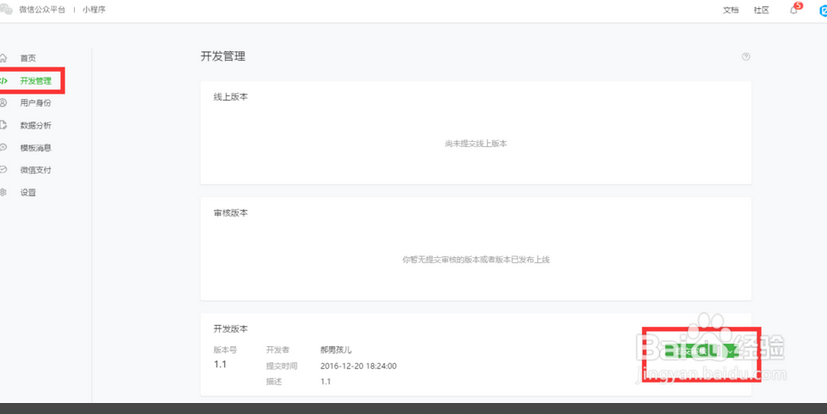 微信公众平台 | 小程序
文档 社区 5
首页
开发管理
用户身份
数据分析
模板消息
微信支付
设置
开发管理
线上版本
尚未提交线上版本
审核版本
你暂无提交审核的版本或者版本已发布上线
开发版本
版本号 开发者 郝男孩儿
1.1 提交时间 2016-12-20 18:24:00
描述 1.1
Baidu经验
jingyan.baidu.com